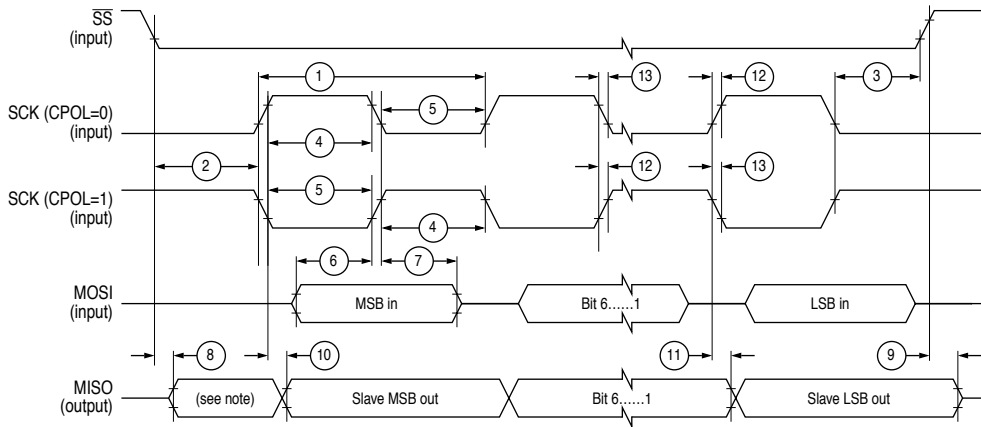 SS
(input)
1
13
12
3
SCK (CPOL=0)
(input)
5
4
2
5
12
13
SCK (CPOL=1)
(input)
4
6
7
MOSI
(input)
MSB in
Bit 6......1
LSB in
8
10
11
9
MISO
(output)
(see note)
Slave MSB out
Bit 6......1
Slave LSB out